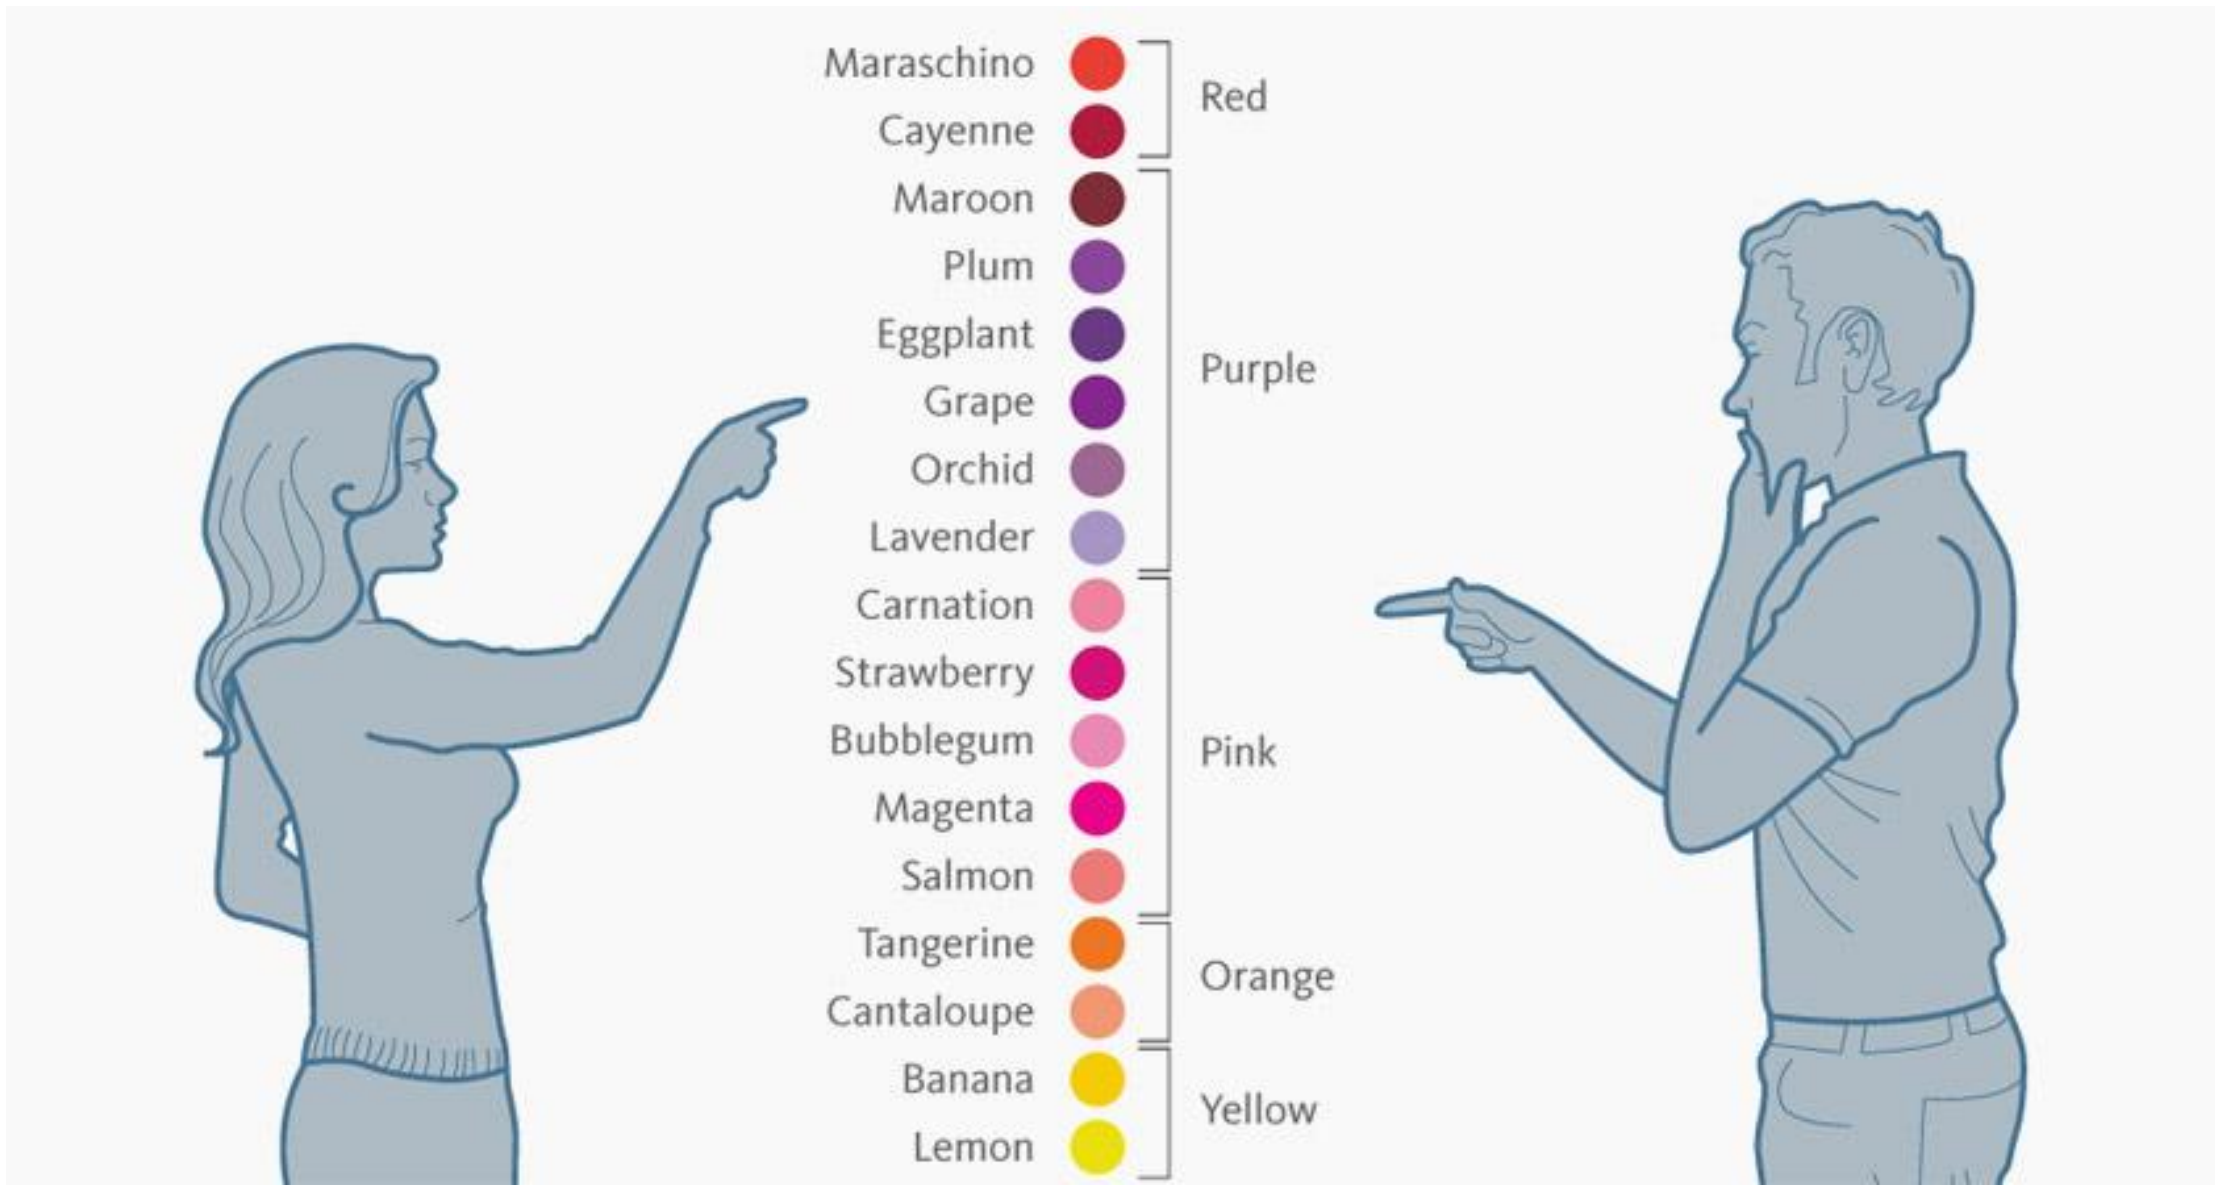 Maraschino
Cayenne
Red
Maroon
Plum
Eggplant
Grape
Orchid
Lavender
Purple
Carnation
Strawberry
Bubblegum
Magenta
Salmon
Pink
Tangerine
Cantaloupe
Orange
Banana
Lemon
Yellow